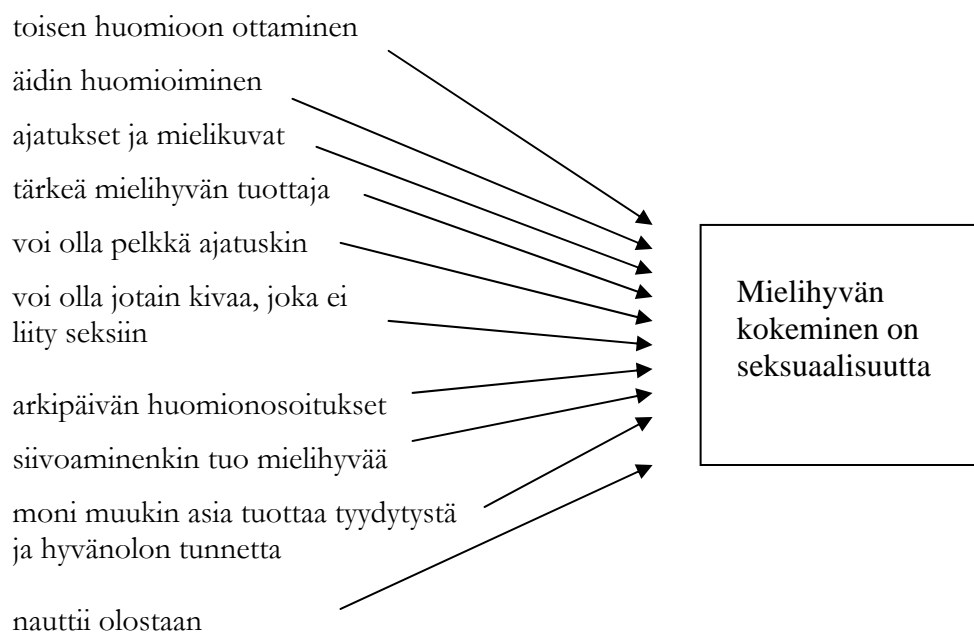 toisen huomioon ottaminen
äidin huomioiminen
ajatukset ja mielikuvat
tärkeä mielihyvän tuottaja
voi olla pelkkä ajatuskin
voi olla jotain kivaa, joka ei
liity seksiin
arkipäivän huomionosoitukset
siivoaminenkin tuo mielihyvää
moni muukin asia tuottaa tyydytystä
ja hyvänolon tunnetta
nauttii olostaan
Mielihyvän
kokeminen on
seksuaalisuutta